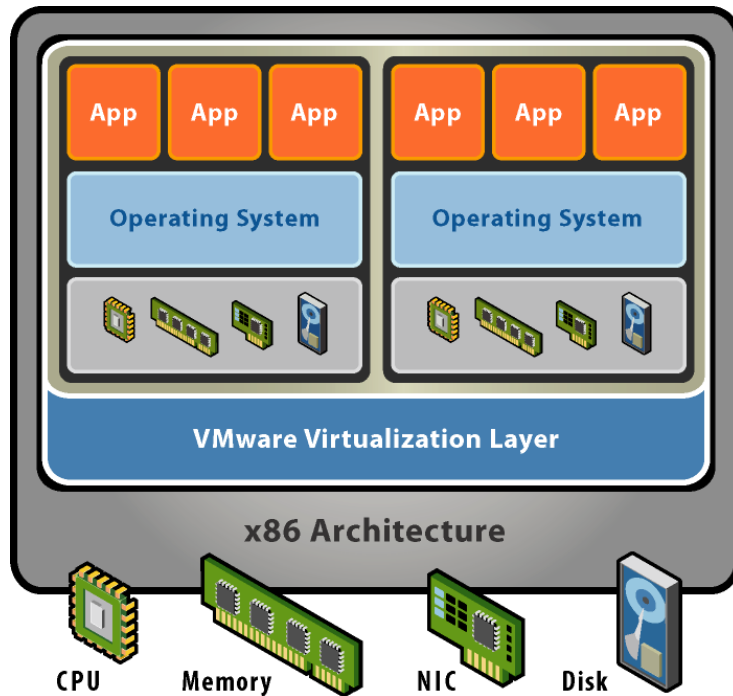 App App App App App App
Operating System Operating System
VMware Virtualization Layer
x86 Architecture
CPU Memory NIC Disk